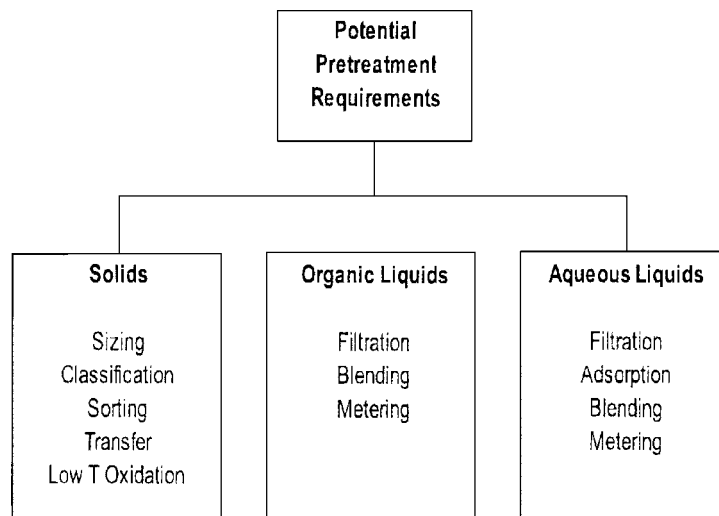 Potential
Pretreatment
Requirements
Solids
Sizing
Classification
Sorting
Transfer
Low T Oxidation
Organic Liquids
Filtration
Blending
Metering
Aqueous Liquids
Filtration
Adsorption
Blending
Metering